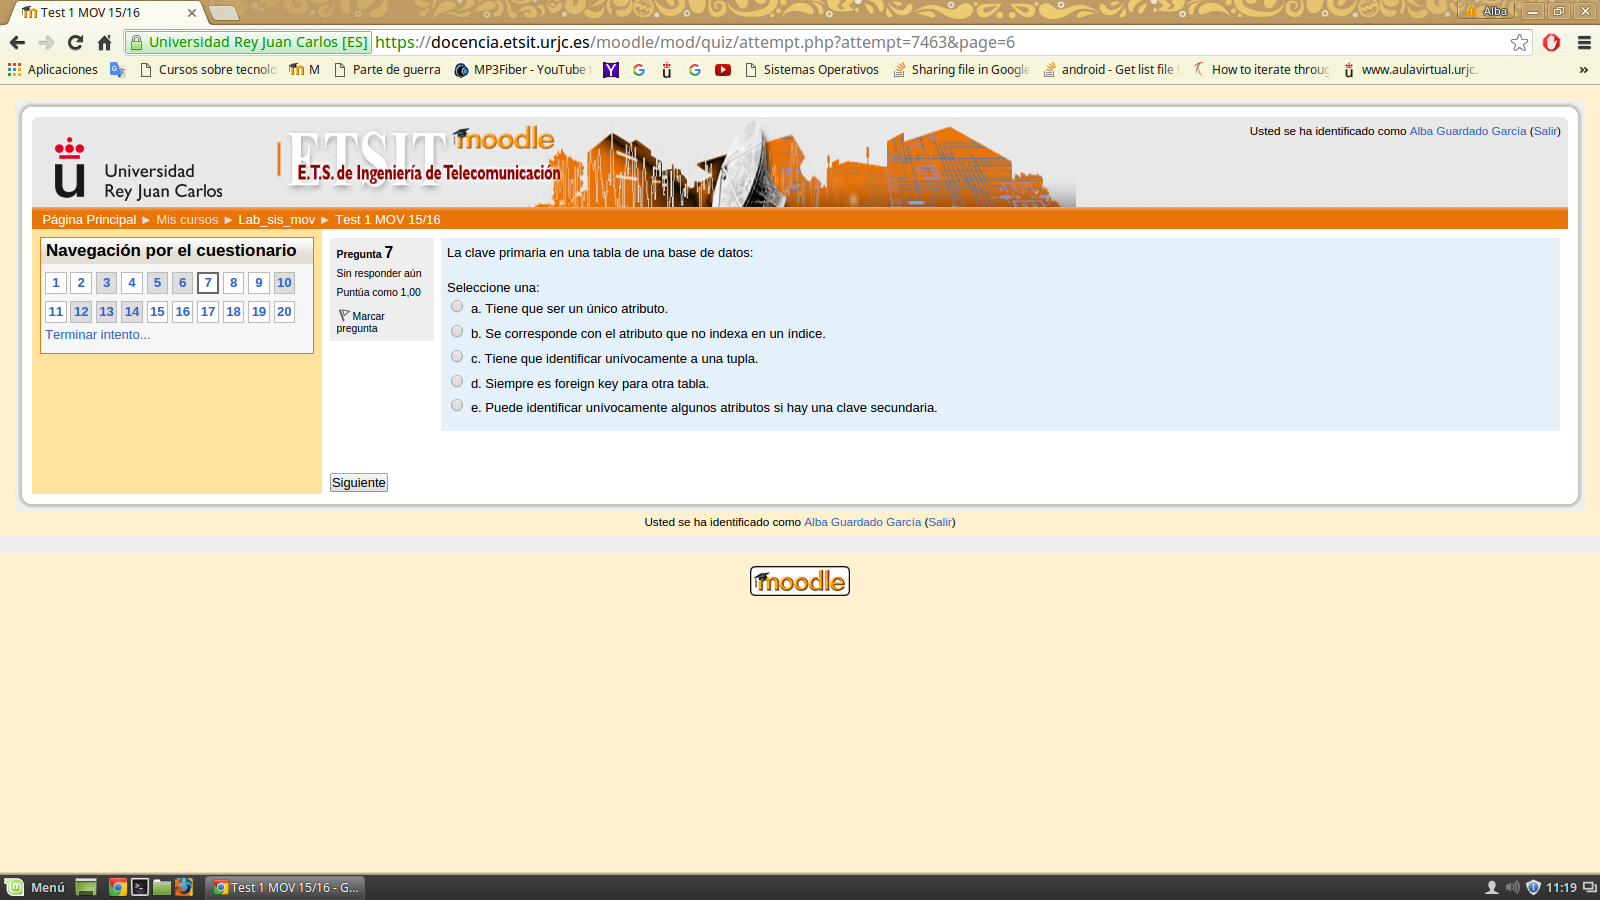 Test 1 MOV 15/16
Alba
Universidad Rey Juan Carlos [ES] https://docencia.etsit.urjc.es/moodle/mod/quiz/attempt.php?attempt=7463&page=6
Aplicaciones Cursos sobre tecnolo M Parte de guerra MP3Fiber - YouTube Sistemas Operativos Sharing file in Google android - Get list file How to iterate throug www.aulavirtual.urjc. »
Usted se ha identificado como Alba Guardado García (Salir)
Universidad
Rey Juan Carlos
ETSIT moodle
E.T.S. de Ingeniería de Telecomunicación
Página Principal ► Mis cursos ► Lab_sis_mov ► Test 1 MOV 15/16
Navegación por el cuestionario
1 2 3 4 5 6 7 8 9 10
11 12 13 14 15 16 17 18 19 20
Terminar intento...
Pregunta 7
Sin responder aún
Puntúa como 1,00
Marcar
pregunta
La clave primaria en una tabla de una base de datos:
Seleccione una:
a. Tiene que ser un único atributo.
b. Se corresponde con el atributo que no indexa en un índice.
c. Tiene que identificar unívocamente a una tupla.
d. Siempre es foreign key para otra tabla.
e. Puede identificar unívocamente algunos atributos si hay una clave secundaria.
Siguiente
Usted se ha identificado como Alba Guardado García (Salir)
moodle
Menú Test 1 MOV 15/16 - G... 11:19